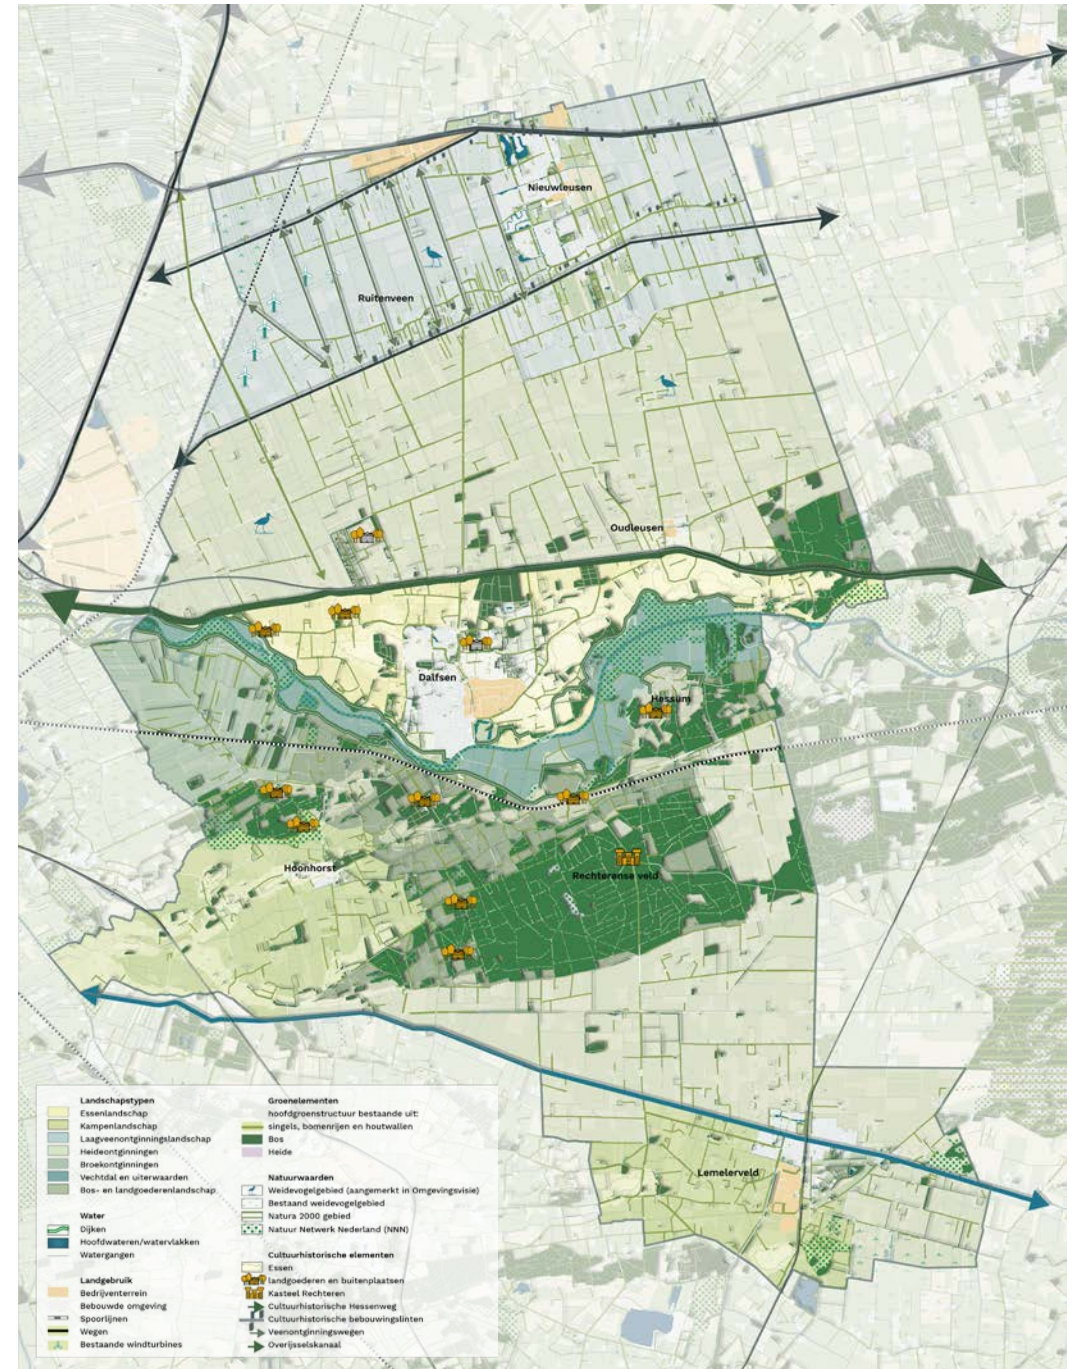 Nieuwleusen
Ruitenveen
Oudleusen
Dalfsen
Hessum
Hoonhorst
Rechterense veld
Lemelerveld
Landschapstypen
Essenlandschap
Kampenlandschap
Laagveenontginningslandschap
Heideontginningen
Broekontginningen
Vechtdal en uiterwaarden
Bos- en landgoederenlandschap
Water
Dijken
Hoofdwateren/watervlakken
Watergangen
Landgebruik
Bedrijventerrein
Bebouwde omgeving
Spoorlijnen
Wegen
Bestaande windturbines
Groenelementen
hoofdgroenstructuur bestaande uit:
singels, bomenrijen en houtwallen
Bos
Heide
Natuurwaarden
Weidevogelgebied (aangemerkt in Omgevingsvisie)
Bestaand weidevogelgebied
Natura 2000 gebied
Natuur Netwerk Nederland (NNN)
Cultuurhistorische elementen
Essen
landgoederen en buitenplaatsen
Kasteel Rechteren
Cultuurhistorische Hessenweg
Cultuurhistorische bebouwingslinten
Veenontginningswegen
Overijsselskanaal